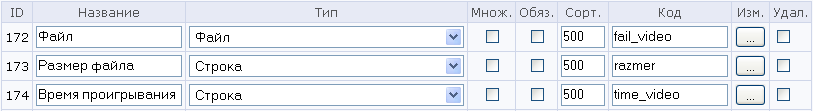 ID Название Тип Множ. Обяз. Сорт. Код Изм. Удал.
172 Файл Файл 500 fail_video ...
173 Размер файла Строка 500 razmer ...
174 Время проигрывания Строка 500 time_video ...